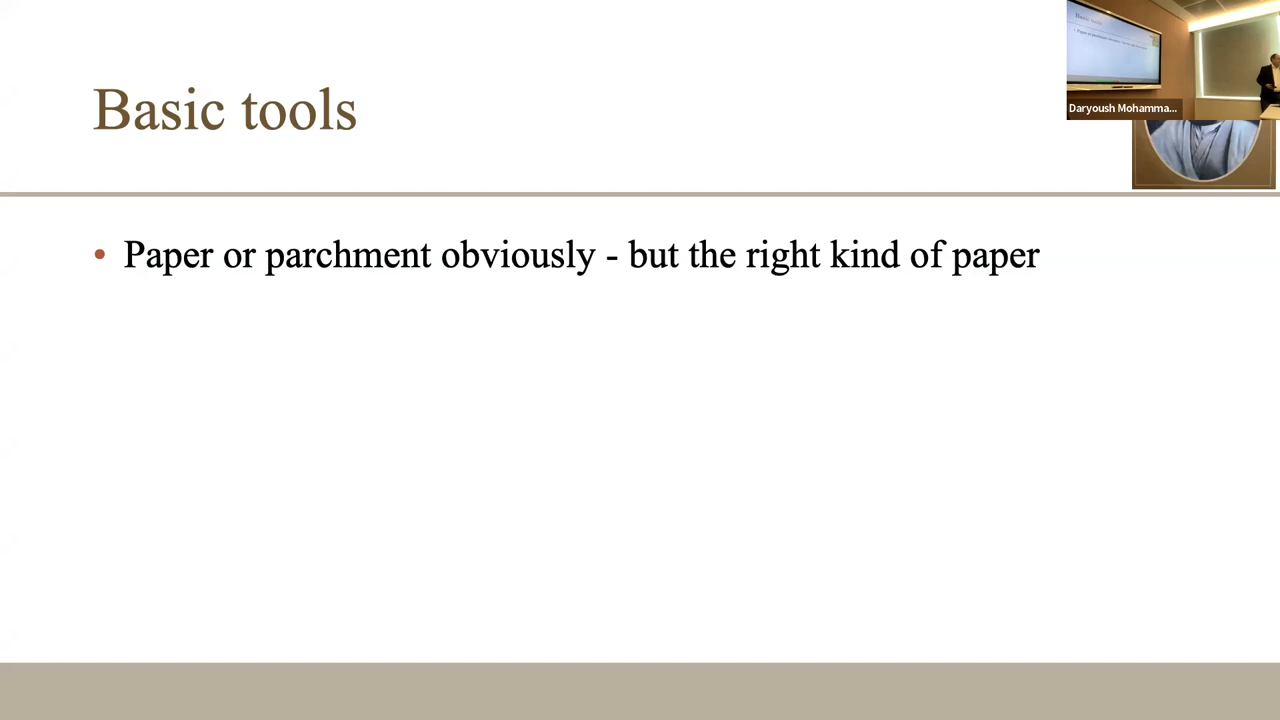 Basic tools
• Paper or parchment obviously - but the right kind of paper
Daryoush Mohamma...